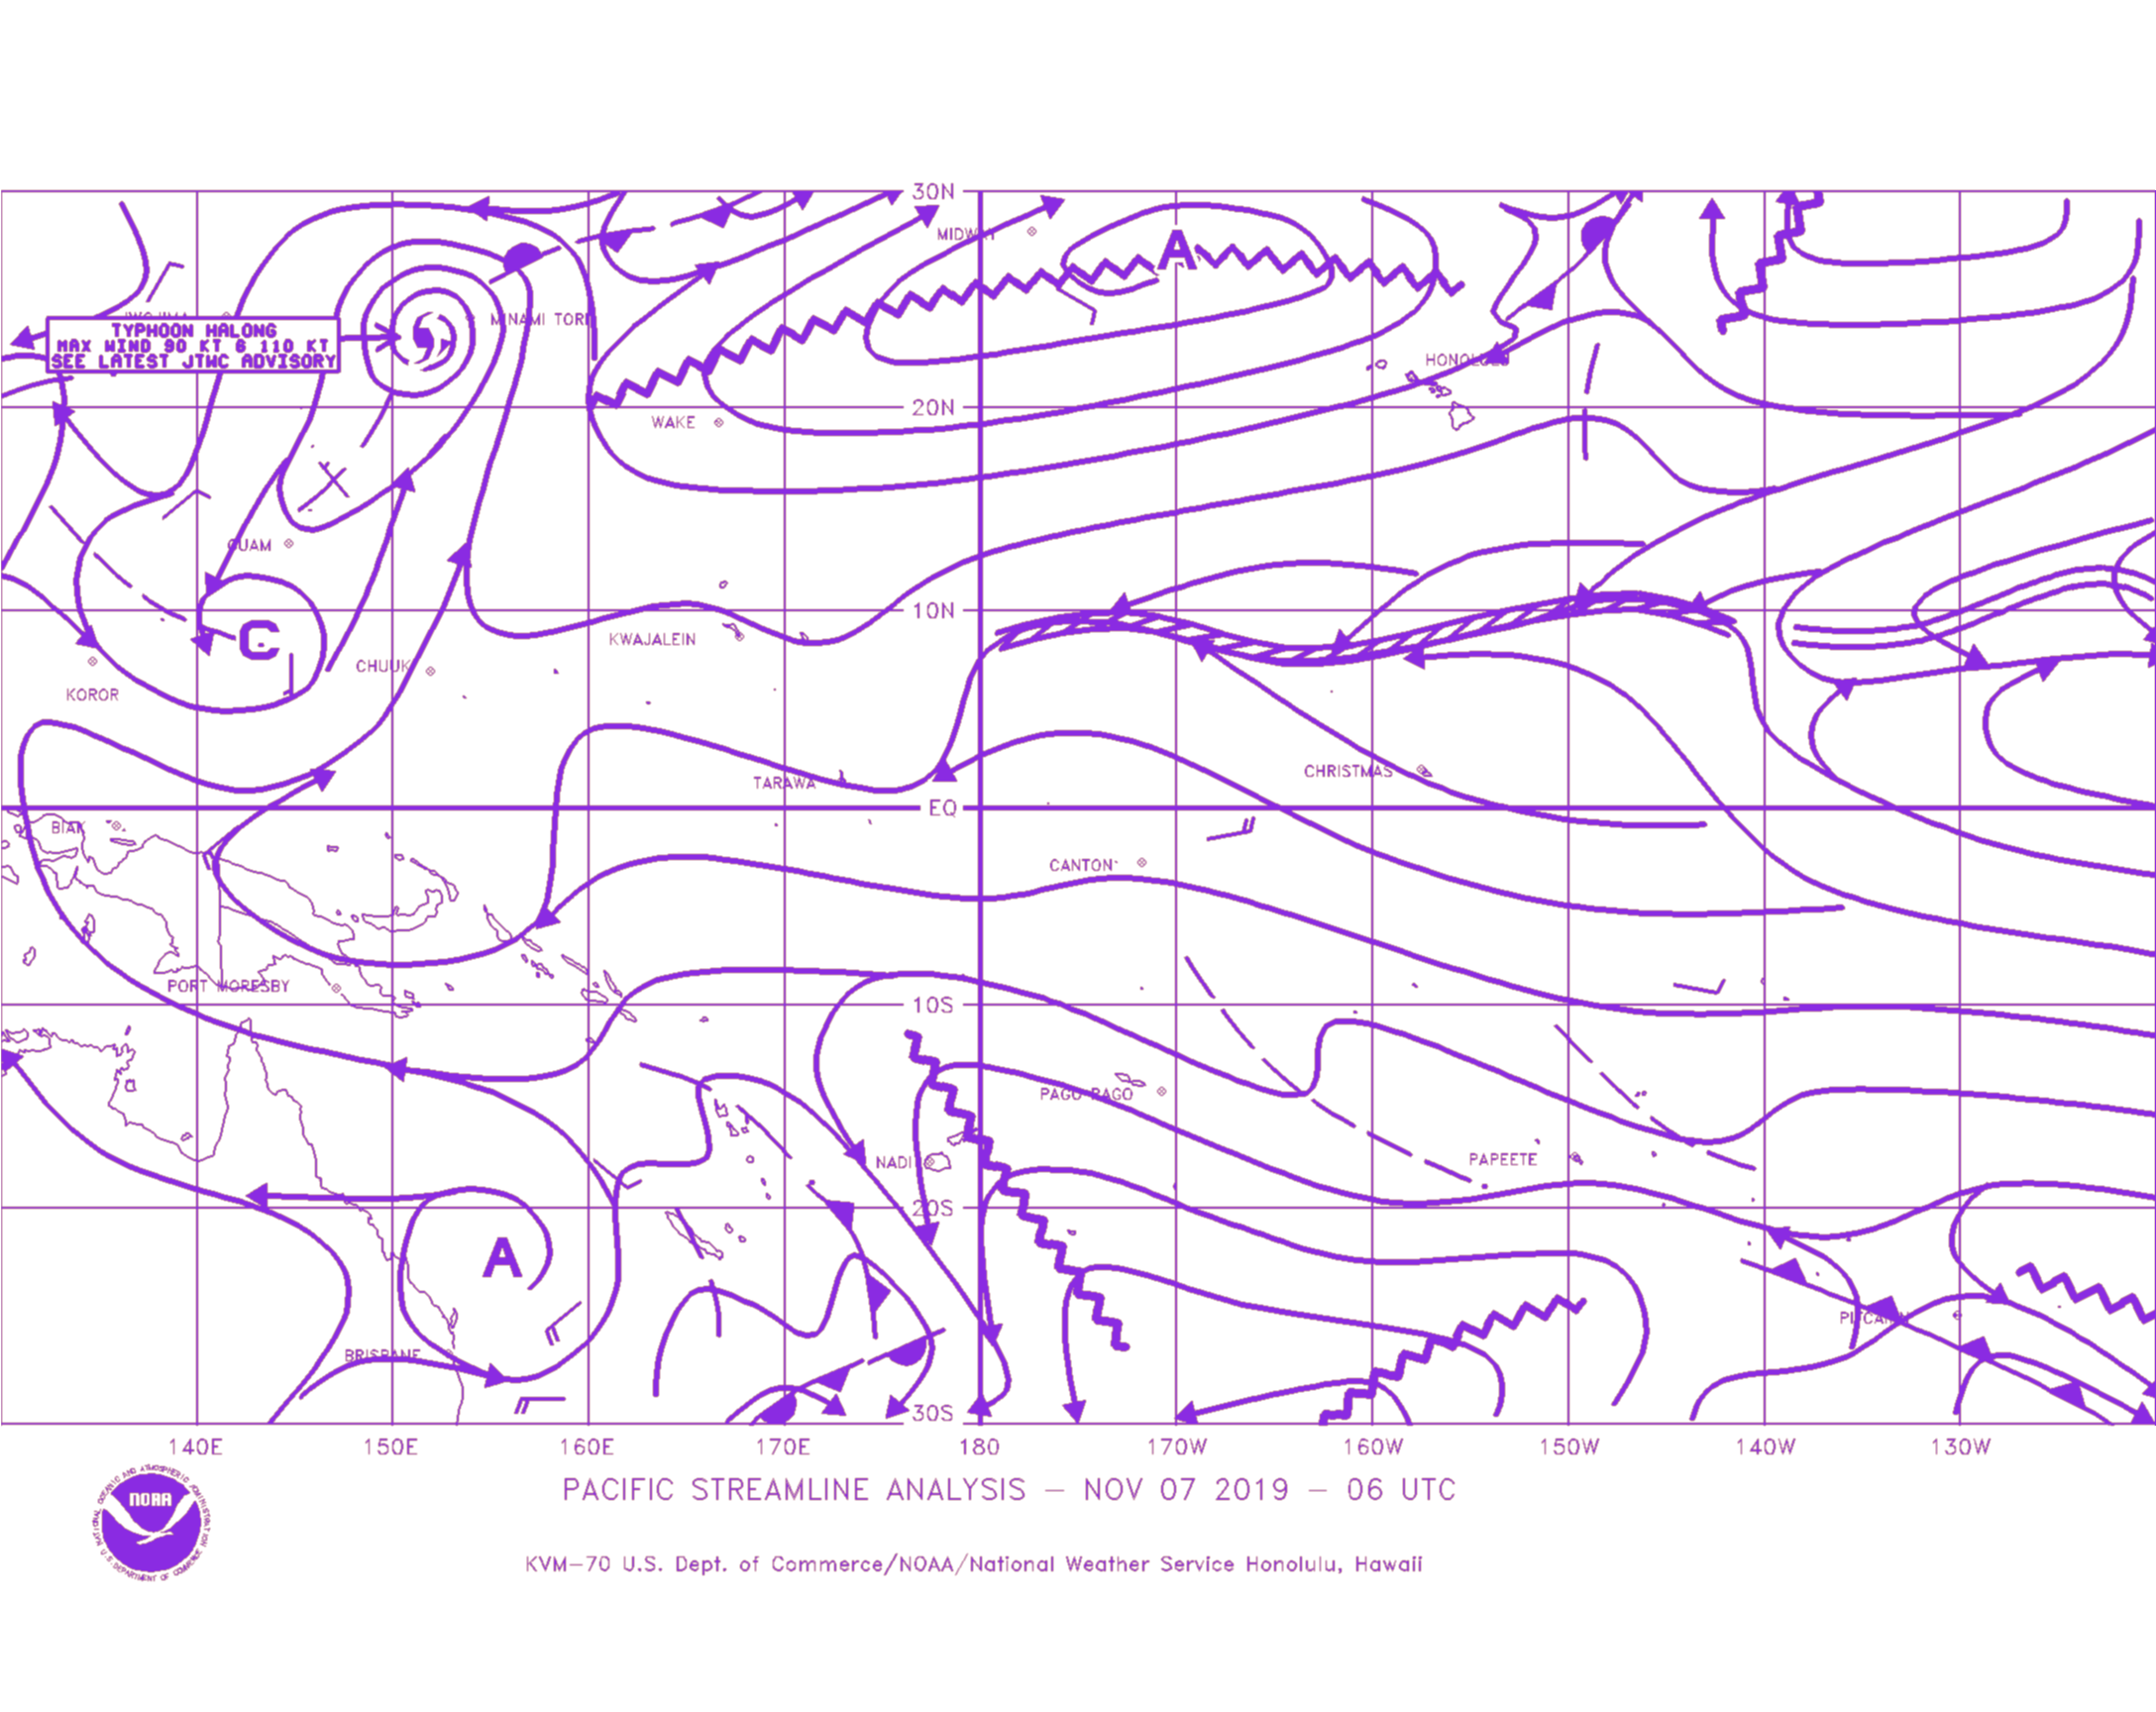 30N
MIDWAY
IWO JIMA
MINAMI TORI
TYPHOON HALONG
MAX WIND 90 KT G 110 KT
SEE LATEST JTWC ADVISORY
A
HONOLULU
20N
WAKE
GUAM
10N
C
KWAJALEIN
CHUUK
KOROR
CHRISTMAS
TARAWA
EQ
BIAK
CANTON
PORT MORESBY
10S
PAGO PAGO
NADI
PAPEETE
20S
A
PITCAIRN
BRISBANE
30S
140E 150E 160E 170E 180 170W 160W 150W 140W 130W
PACIFIC STREAMLINE ANALYSIS – NOV 07 2019 – 06 UTC
NOAA
NATIONAL OCEANIC AND ATMOSPHERIC ADMINISTRATION
U.S. DEPARTMENT OF COMMERCE
KVM–70 U.S. Dept. of Commerce/NOAA/National Weather Service Honolulu, Hawaii